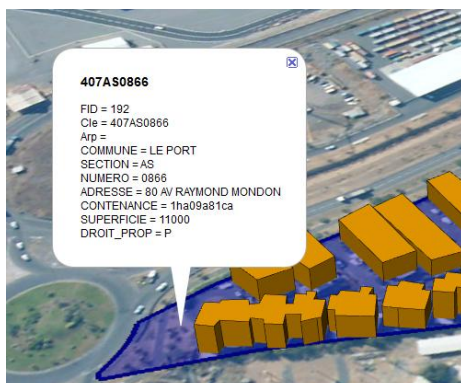 407AS0866
FID = 192
Cle = 407AS0866
Arp =
COMMUNE = LE PORT
SECTION = AS
NUMERO = 0866
ADRESSE = 80 AV RAYMOND MONDON
CONTENANCE = 1ha09a81ca
SUPERFICIE = 11000
DROIT_PROP = P